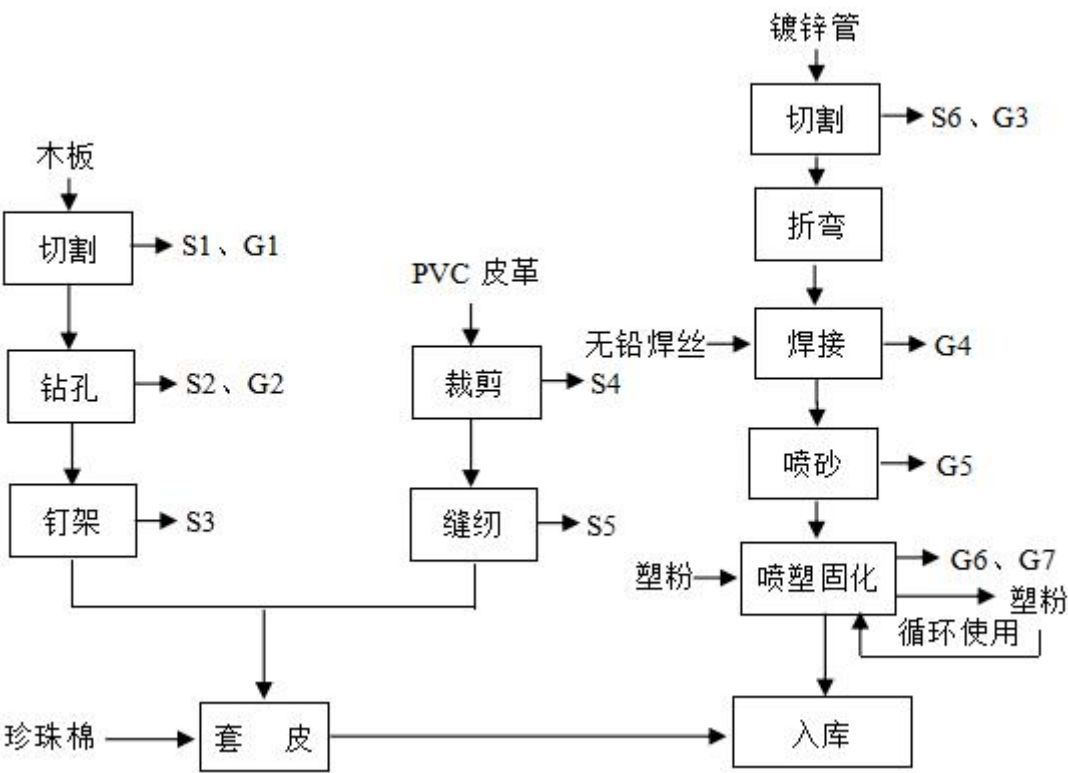 镀锌管
切割
S6、G3
木板
折弯
切割
S1、G1
PVC 皮革
无铅焊丝
焊接
G4
钻孔
S2、G2
裁剪
S4
喷砂
G5
钉架
S3
缝纫
S5
塑粉
喷塑固化
G6、G7
塑粉
循环使用
珍珠棉
套 皮
入库